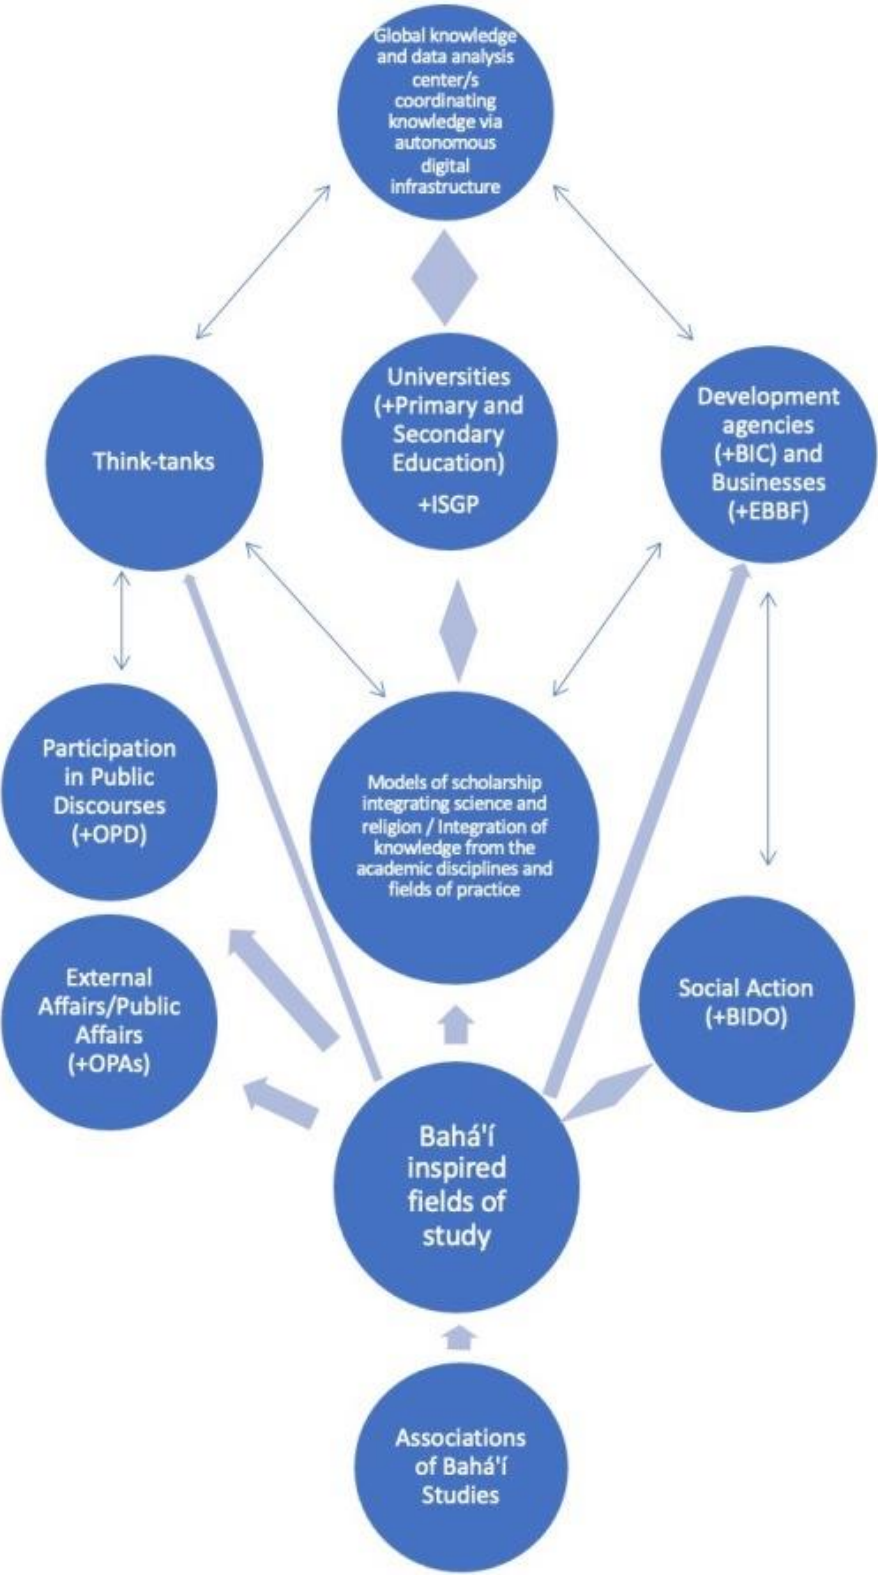 Global knowledge
and data analysis
center/s
coordinating
knowledge via
autonomous
digital
infrastructure
Think-tanks
Universities
(+Primary and
Secondary
Education)
+ISGP
Development
agencies
(+BIC) and
Businesses
(+EBBF)
Participation
in Public
Discourses
(+OPD)
Models of scholarship
integrating science and
religion / Integration of
knowledge from the
academic disciplines and
fields of practice
External
Affairs/Public
Affairs
(+OPAs)
Social Action
(+BIDO)
Bahá'í
inspired
fields of
study
Associations
of Bahá'í
Studies